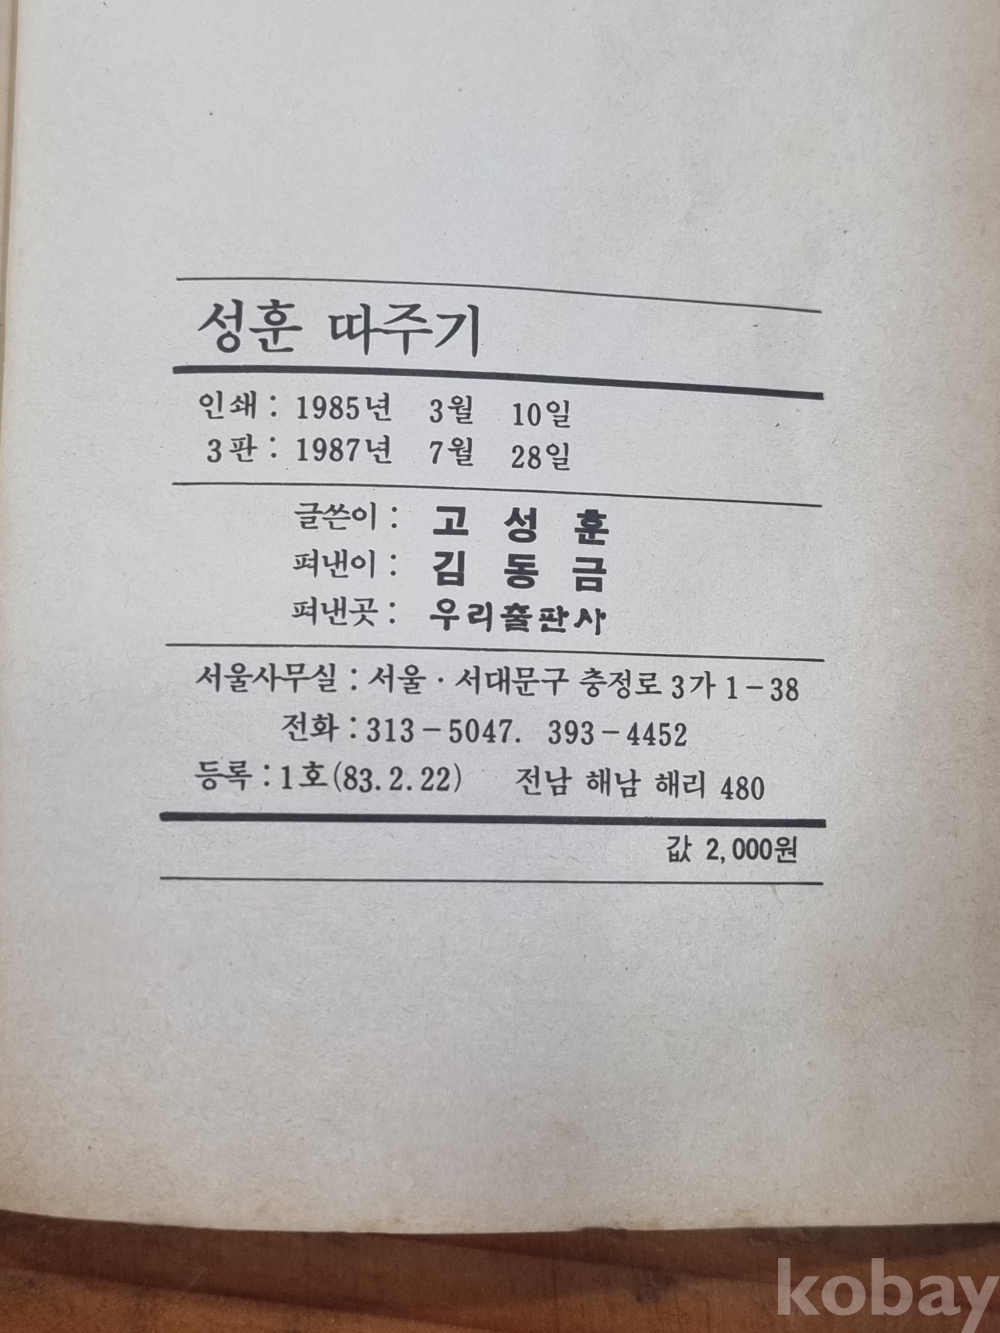 성훈 따주기
인쇄 : 1985년 3월 10일
3판 : 1987년 7월 28일
글쓴이 : 고 성 훈
펴낸이 : 김 동 금
펴낸곳 : 우리출판사
서울사무실 : 서울 · 서대문구 충정로 3가 1-38
전화 : 313-5047. 393-4452
등록 : 1호(83.2.22) 전남 해남 해리 480
값 2,000원
kobay